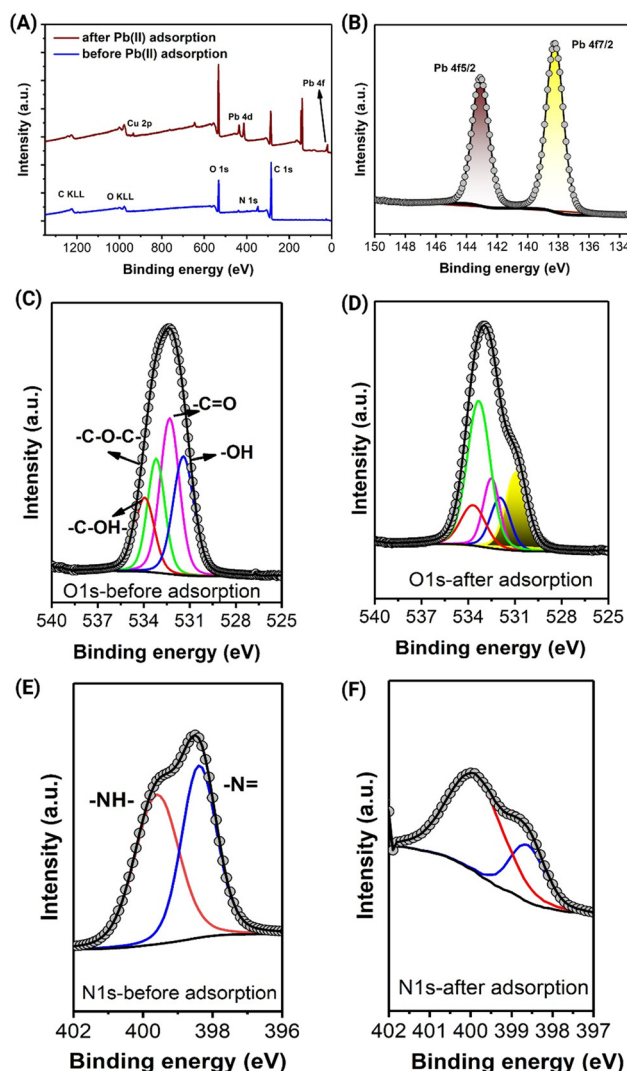 (A)
after Pb(II) adsorption
before Pb(II) adsorption
Pb 4f
Cu 2p
Pb 4d
O 1s
C 1s
C KLL
O KLL
N 1s
Intensity (a.u.)
1200 1000 800 600 400 200 0
Binding energy (eV)
(B)
Pb 4f7/2
Pb 4f5/2
Intensity (a.u.)
150 148 146 144 142 140 138 136 134
Binding energy (eV)
(C)
-C=O
-C-O-C-
-OH
-C-OH-
Intensity (a.u.)
O1s-before adsorption
540 537 534 531 528 525
Binding energy (eV)
(D)
Intensity (a.u.)
O1s-after adsorption
540 537 534 531 528 525
Binding energy (eV)
(E)
-N=
-NH-
Intensity (a.u.)
N1s-before adsorption
402 400 398 396
Binding energy (eV)
(F)
Intensity (a.u.)
N1s-after adsorption
402 401 400 399 398 397
Binding energy (eV)